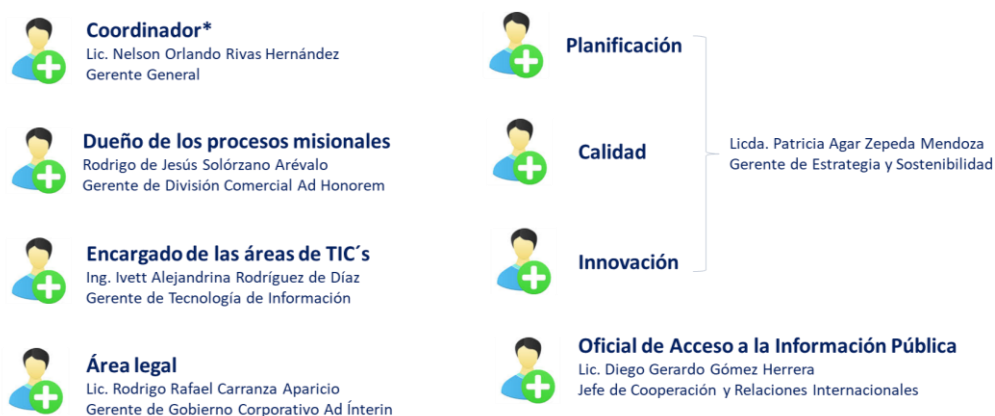 Coordinador*
Lic. Nelson Orlando Rivas Hernández
Gerente General
Dueño de los procesos misionales
Rodrigo de Jesús Solórzano Arévalo
Gerente de División Comercial Ad Honorem
Encargado de las áreas de TIC´s
Ing. Ivett Alejandrina Rodríguez de Díaz
Gerente de Tecnología de Información
Área legal
Lic. Rodrigo Rafael Carranza Aparicio
Gerente de Gobierno Corporativo Ad Ínterin
Planificación
Calidad
Innovación
Licda. Patricia Agar Zepeda Mendoza
Gerente de Estrategia y Sostenibilidad
Oficial de Acceso a la Información Pública
Lic. Diego Gerardo Gómez Herrera
Jefe de Cooperación y Relaciones Internacionales